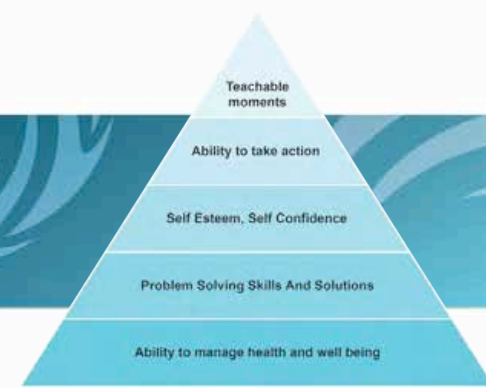 Teachable
moments
Ability to take action
Self Esteem, Self Confidence
Problem Solving Skills And Solutions
Ability to manage health and well being